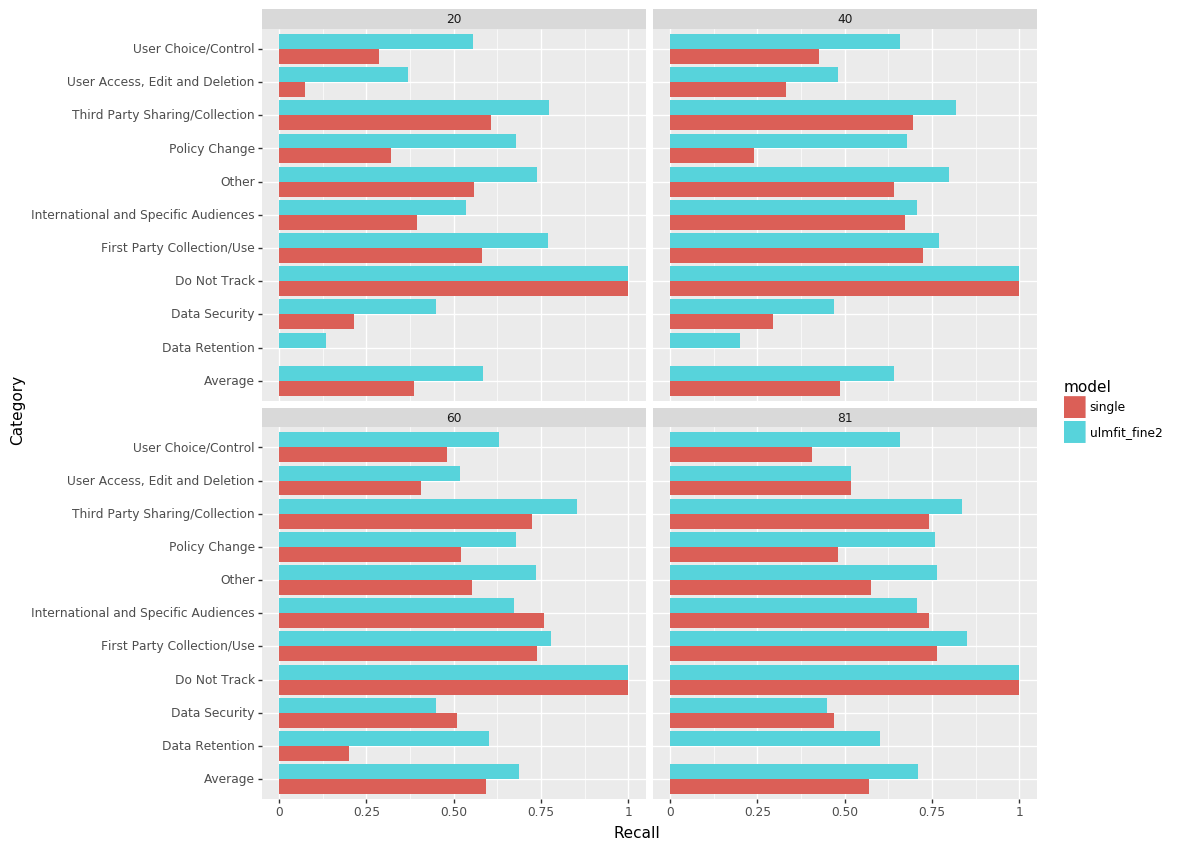 20
40
User Choice/Control
User Access, Edit and Deletion
Third Party Sharing/Collection
Policy Change
Other
International and Specific Audiences
First Party Collection/Use
Do Not Track
Data Security
Data Retention
Average
60
81
User Choice/Control
User Access, Edit and Deletion
Third Party Sharing/Collection
Policy Change
Other
International and Specific Audiences
First Party Collection/Use
Do Not Track
Data Security
Data Retention
Average
0 0.25 0.50 0.75 1
0 0.25 0.50 0.75 1
Recall
Category
model
single
ulmfit_fine2